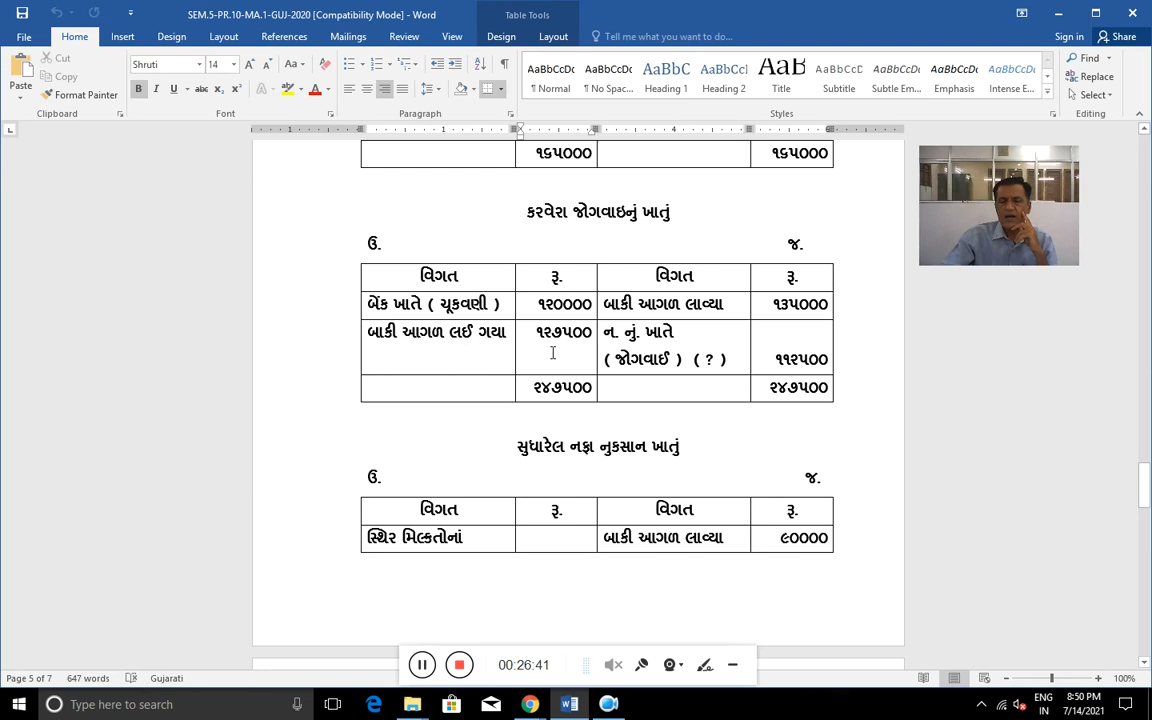 SEM.5-PR.10-MA.1-GUJ-2020 [Compatibility Mode] - Word
Table Tools
File Home Insert Design Layout References Mailings Review View Design Layout Tell me what you want to do... Sign in Share
Cut
Copy
Format Painter
Paste
Shruti 14
Clipboard Font Paragraph Styles Editing
AaBbCcDc AaBbCcDc AaBbC AaBbCcI AaB AaBbCcDc AaBbCcDc AaBbCcDc AaBbCcDc
¶ Normal ¶ No Spac... Heading 1 Heading 2 Title Subtitle Subtle Em... Emphasis Intense E...
Find
Replace
Select
૧૬૫૦૦૦ ૧૬૫૦૦૦
કરવેરા જોગવાઇનું ખાતું
ઉ. જ.
વિગત રૂ. વિગત રૂ.
બેંક ખાતે ( ચૂકવણી ) ૧૨૦૦૦૦ બાકી આગળ લાવ્યા ૧૩૫૦૦૦
બાકી આગળ લઈ ગયા ૧૨૭૫૦૦ ન. નું. ખાતે
( જોગવાઈ ) ( ? ) ૧૧૨૫૦૦
૨૪૭૫૦૦ ૨૪૭૫૦૦
સુધારેલ નફા નુકસાન ખાતું
ઉ. જ.
વિગત રૂ. વિગત રૂ.
સ્થિર મિલ્કતોનાં બાકી આગળ લાવ્યા ૯૦૦૦૦
00:26:41
Page 5 of 7 647 words Gujarati 100%
Type here to search
ENG
IN
8:50 PM
7/14/2021